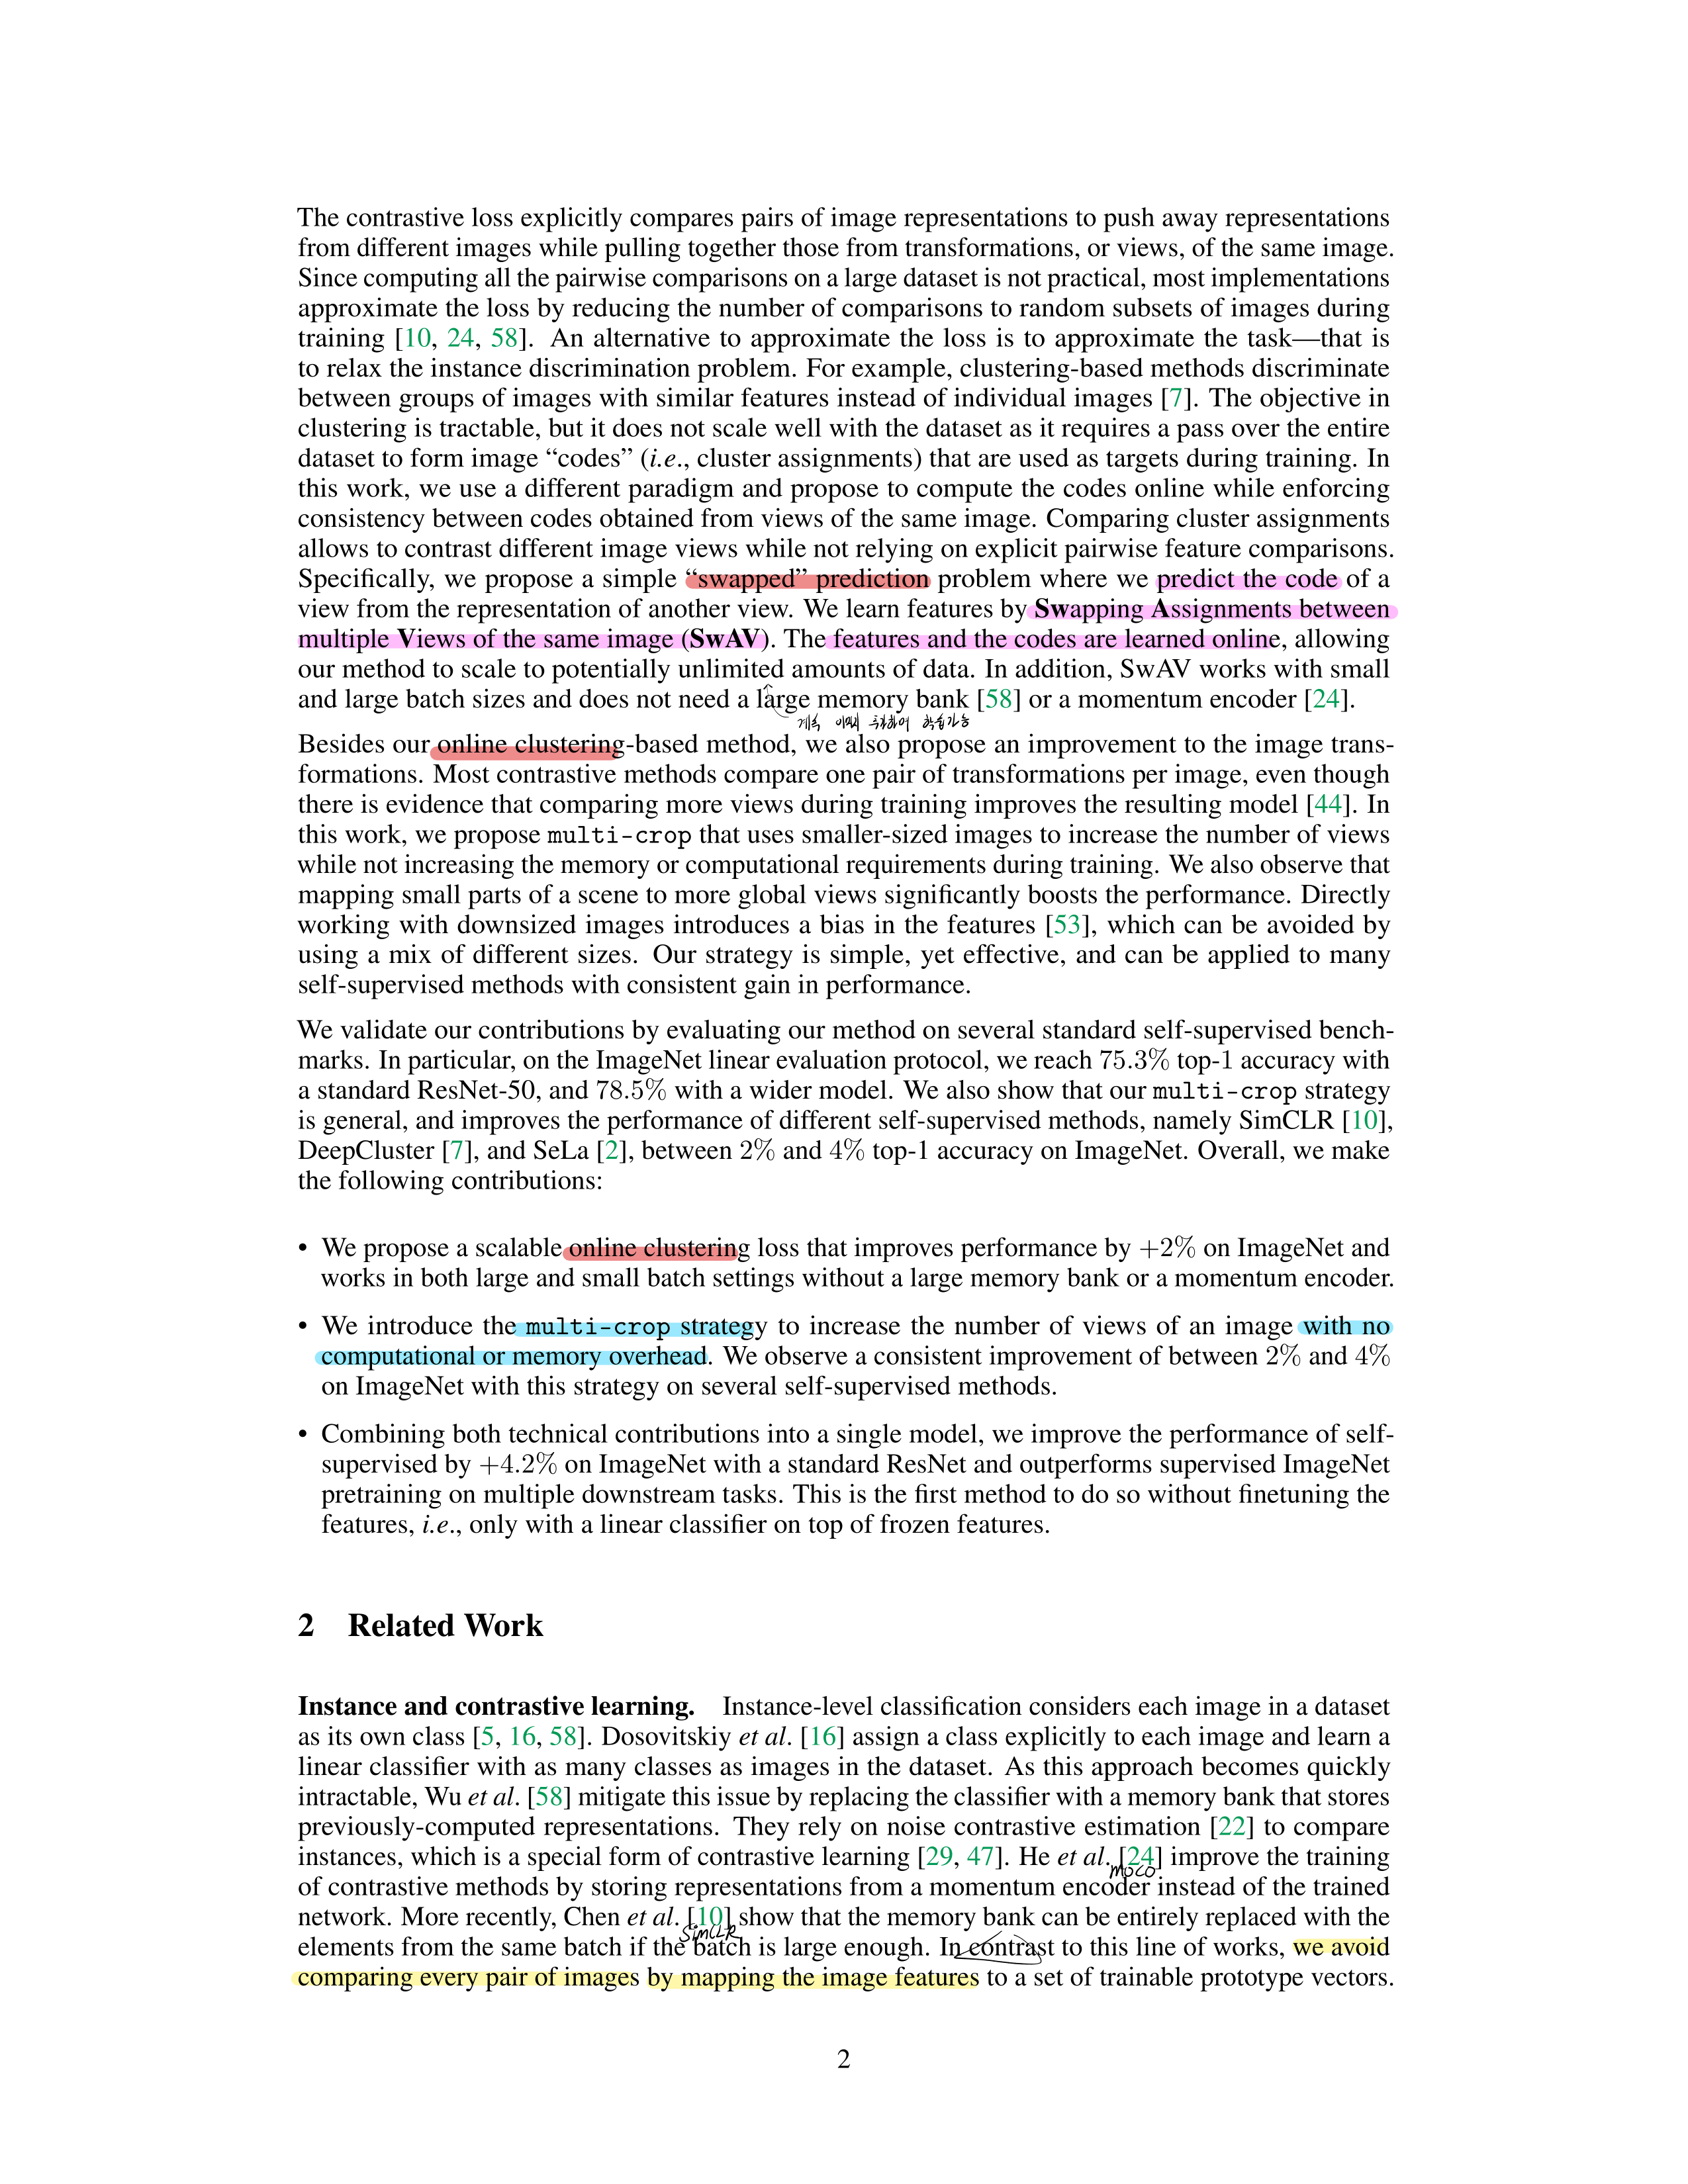 The contrastive loss explicitly compares pairs of image representations to push away representations
from different images while pulling together those from transformations, or views, of the same image.
Since computing all the pairwise comparisons on a large dataset is not practical, most implementations
approximate the loss by reducing the number of comparisons to random subsets of images during
training [10, 24, 58]. An alternative to approximate the loss is to approximate the task—that is
to relax the instance discrimination problem. For example, clustering-based methods discriminate
between groups of images with similar features instead of individual images [7]. The objective in
clustering is tractable, but it does not scale well with the dataset as it requires a pass over the entire
dataset to form image “codes” (i.e., cluster assignments) that are used as targets during training. In
this work, we use a different paradigm and propose to compute the codes online while enforcing
consistency between codes obtained from views of the same image. Comparing cluster assignments
allows to contrast different image views while not relying on explicit pairwise feature comparisons.
Specifically, we propose a simple “swapped” prediction problem where we predict the code of a
view from the representation of another view. We learn features by Swapping Assignments between
multiple Views of the same image (SwAV). The features and the codes are learned online, allowing
our method to scale to potentially unlimited amounts of data. In addition, SwAV works with small
and large batch sizes and does not need a large memory bank [58] or a momentum encoder [24].
계속 이미지 추가하여 학습가능
Besides our online clustering-based method, we also propose an improvement to the image trans-
formations. Most contrastive methods compare one pair of transformations per image, even though
there is evidence that comparing more views during training improves the resulting model [44]. In
this work, we propose multi-crop that uses smaller-sized images to increase the number of views
while not increasing the memory or computational requirements during training. We also observe that
mapping small parts of a scene to more global views significantly boosts the performance. Directly
working with downsized images introduces a bias in the features [53], which can be avoided by
using a mix of different sizes. Our strategy is simple, yet effective, and can be applied to many
self-supervised methods with consistent gain in performance.
We validate our contributions by evaluating our method on several standard self-supervised bench-
marks. In particular, on the ImageNet linear evaluation protocol, we reach 75.3% top-1 accuracy with
a standard ResNet-50, and 78.5% with a wider model. We also show that our multi-crop strategy
is general, and improves the performance of different self-supervised methods, namely SimCLR [10],
DeepCluster [7], and SeLa [2], between 2% and 4% top-1 accuracy on ImageNet. Overall, we make
the following contributions:
• We propose a scalable online clustering loss that improves performance by +2% on ImageNet and
works in both large and small batch settings without a large memory bank or a momentum encoder.
• We introduce the multi-crop strategy to increase the number of views of an image with no
computational or memory overhead. We observe a consistent improvement of between 2% and 4%
on ImageNet with this strategy on several self-supervised methods.
• Combining both technical contributions into a single model, we improve the performance of self-
supervised by +4.2% on ImageNet with a standard ResNet and outperforms supervised ImageNet
pretraining on multiple downstream tasks. This is the first method to do so without finetuning the
features, i.e., only with a linear classifier on top of frozen features.
2 Related Work
Instance and contrastive learning. Instance-level classification considers each image in a dataset
as its own class [5, 16, 58]. Dosovitskiy et al. [16] assign a class explicitly to each image and learn a
linear classifier with as many classes as images in the dataset. As this approach becomes quickly
intractable, Wu et al. [58] mitigate this issue by replacing the classifier with a memory bank that stores
previously-computed representations. They rely on noise contrastive estimation [22] to compare
instances, which is a special form of contrastive learning [29, 47]. He et al. [24] improve the training
MOCO
of contrastive methods by storing representations from a momentum encoder instead of the trained
network. More recently, Chen et al. [10] show that the memory bank can be entirely replaced with the
SimCLR
elements from the same batch if the batch is large enough. In contrast to this line of works, we avoid
comparing every pair of images by mapping the image features to a set of trainable prototype vectors.
2